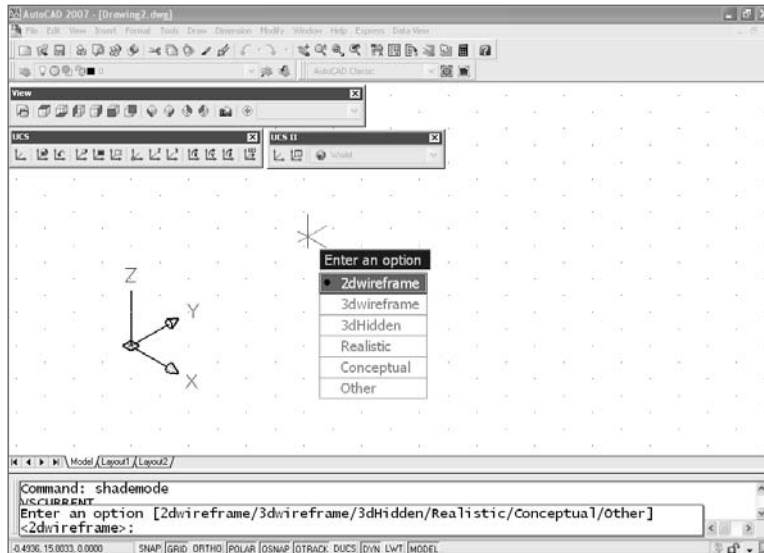 AutoCAD 2007 - [Drawing2.dwg]
File Edit View Insert Format Tools Draw Dimension Modify Window Help Express Data View
0 AutoCAD Classic
View
UCS UCS II
World
Enter an option
2dwireframe
3dwireframe
3dHidden
Realistic
Conceptual
Other
Z
Y
X
Model Layout1 Layout2
Command: shademode
VSCURRENT
Enter an option [2dwireframe/3dwireframe/3dHidden/Realistic/Conceptual/Other]
<2dwireframe>:
-0.4936, 15.0033, 0.0000 SNAP GRID ORTHO POLAR OSNAP OTRACK DUCS DYN LWT MODEL